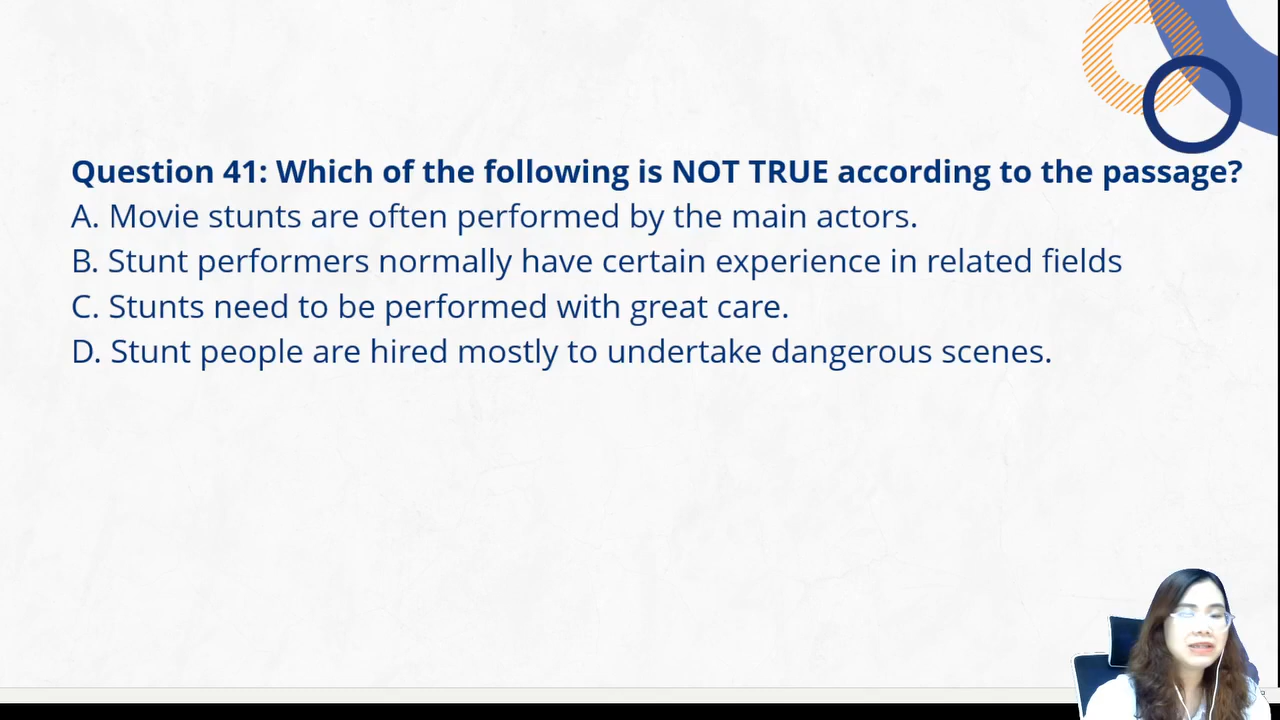 Question 41: Which of the following is NOT TRUE according to the passage?
A. Movie stunts are often performed by the main actors.
B. Stunt performers normally have certain experience in related fields
C. Stunts need to be performed with great care.
D. Stunt people are hired mostly to undertake dangerous scenes.